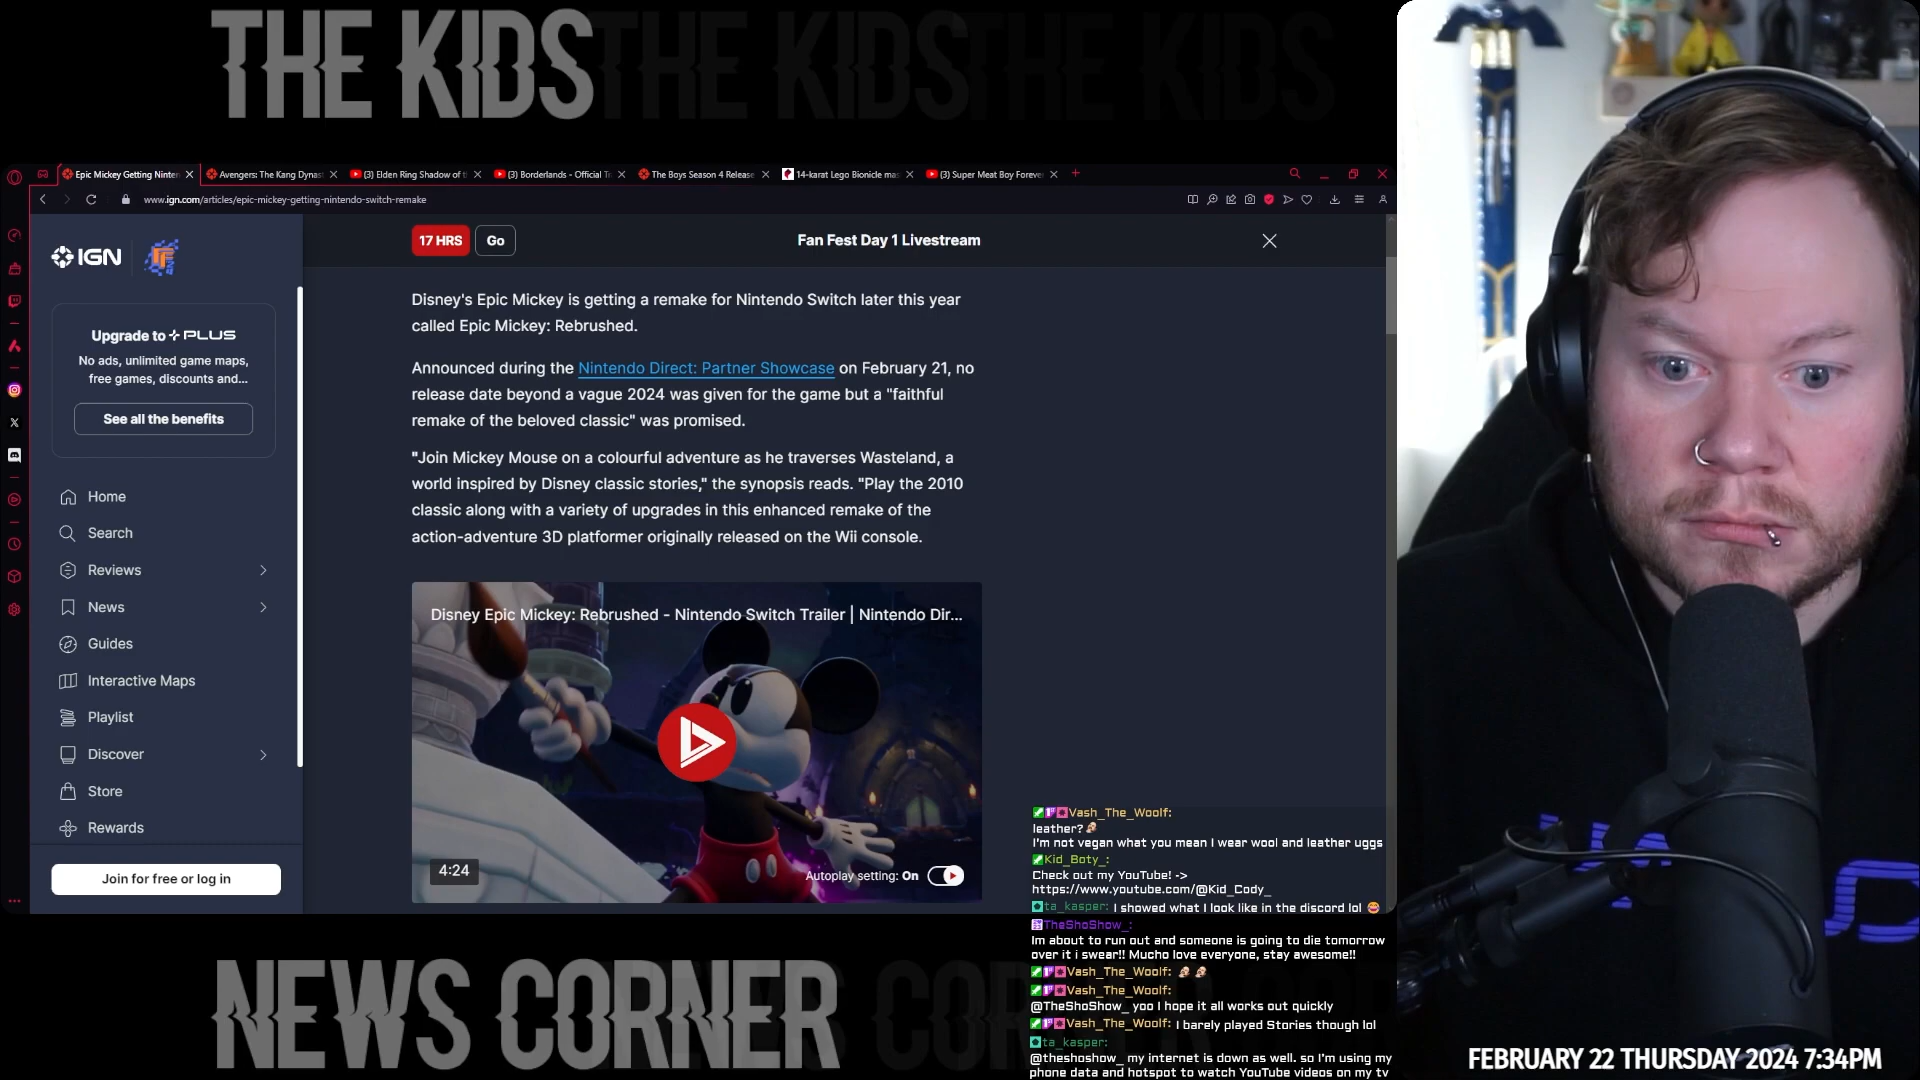 THE KIDS THE KIDS THE KIDS
Epic Mickey Getting Ninten
Avengers: The Kang Dynas
(3) Elden Ring Shadow of t
(3) Borderlands - Official Tr
The Boys Season 4 Release
14-karat Lego Bionicle mas
(3) Super Meat Boy Foreve
www.ign.com/articles/epic-mickey-getting-nintendo-switch-remake
IGN
17 HRS
Go
Fan Fest Day 1 Livestream
Upgrade to PLUS
No ads, unlimited game maps,
free games, discounts and...
See all the benefits
Home
Search
Reviews
News
Guides
Interactive Maps
Playlist
Discover
Store
Rewards
Join for free or log in
Disney's Epic Mickey is getting a remake for Nintendo Switch later this year
called Epic Mickey: Rebrushed.
Announced during the Nintendo Direct: Partner Showcase on February 21, no
release date beyond a vague 2024 was given for the game but a "faithful
remake of the beloved classic" was promised.
"Join Mickey Mouse on a colourful adventure as he traverses Wasteland, a
world inspired by Disney classic stories," the synopsis reads. "Play the 2010
classic along with a variety of upgrades in this enhanced remake of the
action-adventure 3D platformer originally released on the Wii console.
Disney Epic Mickey: Rebrushed - Nintendo Switch Trailer | Nintendo Dir...
4:24
Autoplay setting: On
Vash_The_Woolf:
leather?
I'm not vegan what you mean I wear wool and leather uggs
Kid_Boty_:
Check out my YouTube! ->
https://www.youtube.com/@Kid_Cody_
ta_kasper: I showed what I look like in the discord lol
TheShoShow_:
Im about to run out and someone is going to die tomorrow
over it i swear!! Mucho love everyone, stay awesome!!
Vash_The_Woolf:
Vash_The_Woolf:
@TheShoShow_ yoo I hope it all works out quickly
Vash_The_Woolf: I barely played Stories though lol
ta_kasper:
@theshoshow_ my internet is down as well. so I'm using my
phone data and hotspot to watch YouTube videos on my tv
NEWS CORNER
FEBRUARY 22 THURSDAY 2024 7:34PM